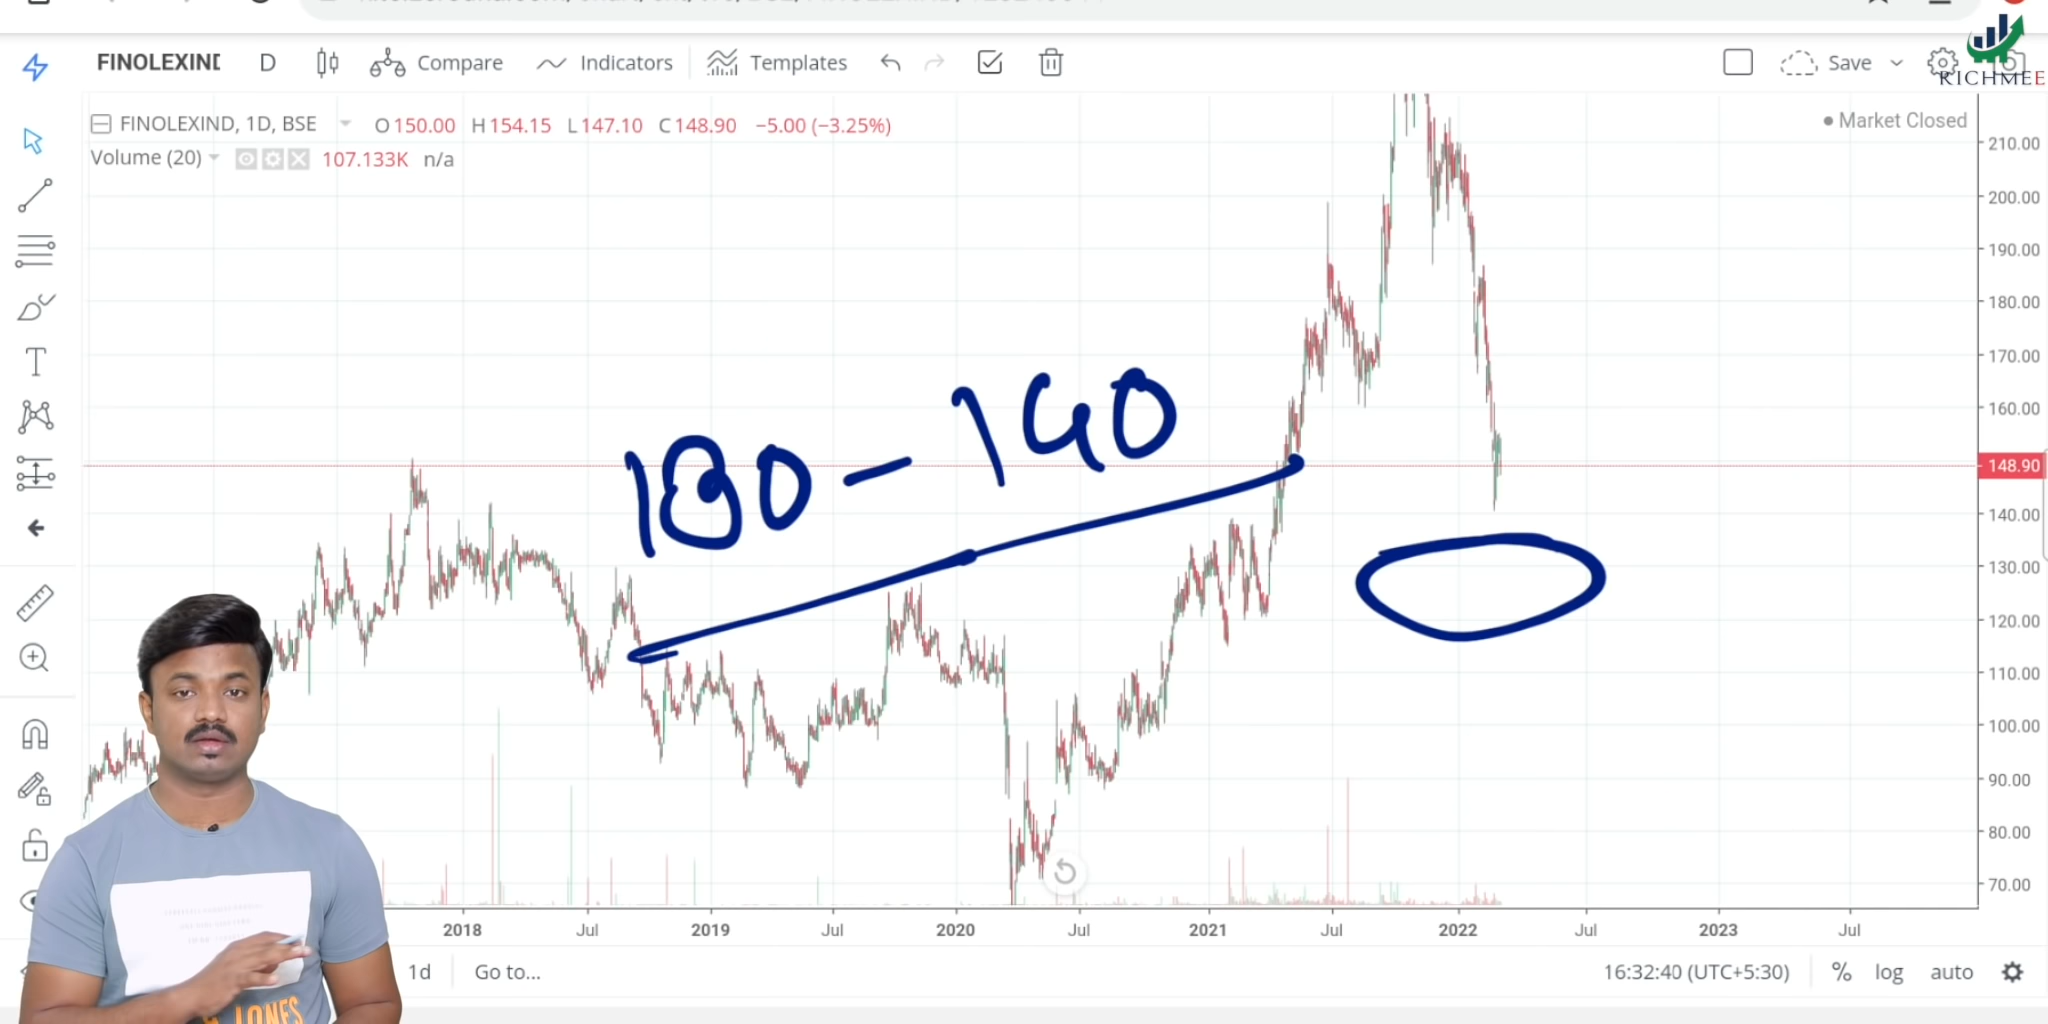 RICHMEE
FINOLEXIND D Compare Indicators Templates Save
FINOLEXIND, 1D, BSE O150.00 H154.15 L147.10 C148.90 −5.00 (−3.25%)
Market Closed
Volume (20) 107.133K n/a
210.00
200.00
190.00
180.00
170.00
160.00
148.90
140.00
130.00
120.00
110.00
100.00
90.00
80.00
70.00
130-140
2018 Jul 2019 Jul 2020 Jul 2021 Jul 2022 Jul 2023 Jul
1d Go to... 16:32:40 (UTC+5:30) % log auto
JONES